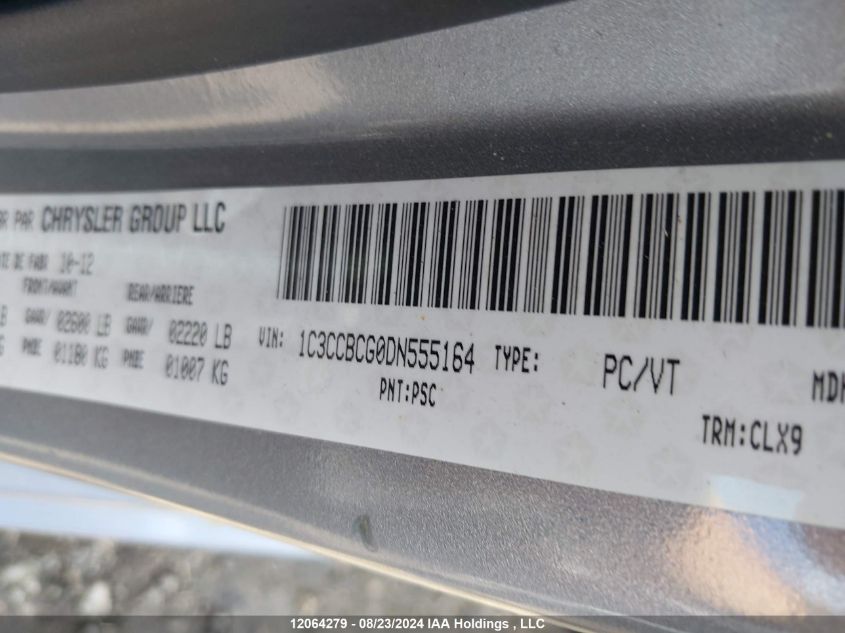 PAR CHRYSLER GROUP LLC
DE FABR 10-12
FRONT/AVANT REAR/ARRIERE
GAWR/ 02600 LB GAWR/ 02220 LB
PNBE 01180 KG PNBE 01007 KG
VIN: 1C3CCBCG0DN555164 TYPE: PC/VT
PNT:PSC
TRM:CLX9
12064279 - 08/23/2024 IAA Holdings , LLC